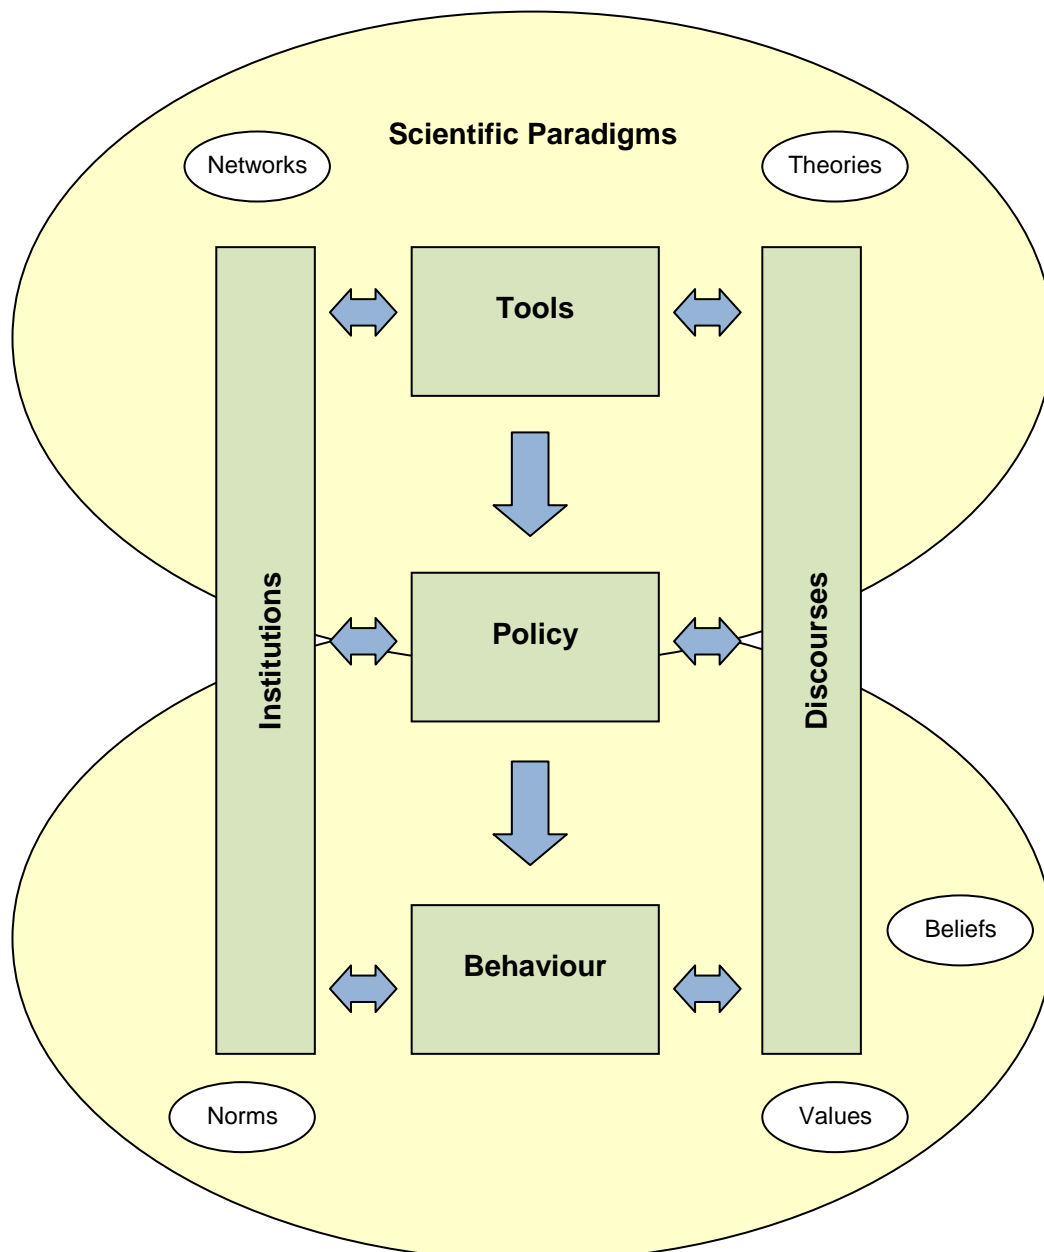 Scientific Paradigms
Networks
Theories
Tools
Institutions
Policy
Discourses
Beliefs
Behaviour
Norms
Values